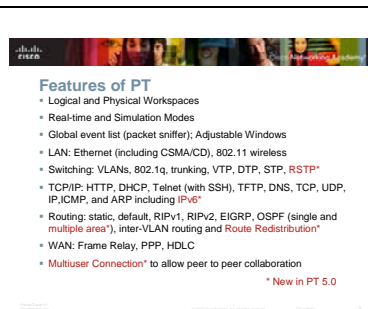 CISCO
Cisco Networking Academy
Features of PT
▪ Logical and Physical Workspaces
▪ Real-time and Simulation Modes
▪ Global event list (packet sniffer); Adjustable Windows
▪ LAN: Ethernet (including CSMA/CD), 802.11 wireless
▪ Switching: VLANs, 802.1q, trunking, VTP, DTP, STP, RSTP*
▪ TCP/IP: HTTP, DHCP, Telnet (with SSH), TFTP, DNS, TCP, UDP,
IP,ICMP, and ARP including IPv6*
▪ Routing: static, default, RIPv1, RIPv2, EIGRP, OSPF (single and
multiple area*), inter-VLAN routing and Route Redistribution*
▪ WAN: Frame Relay, PPP, HDLC
▪ Multiuser Connection* to allow peer to peer collaboration
* New in PT 5.0